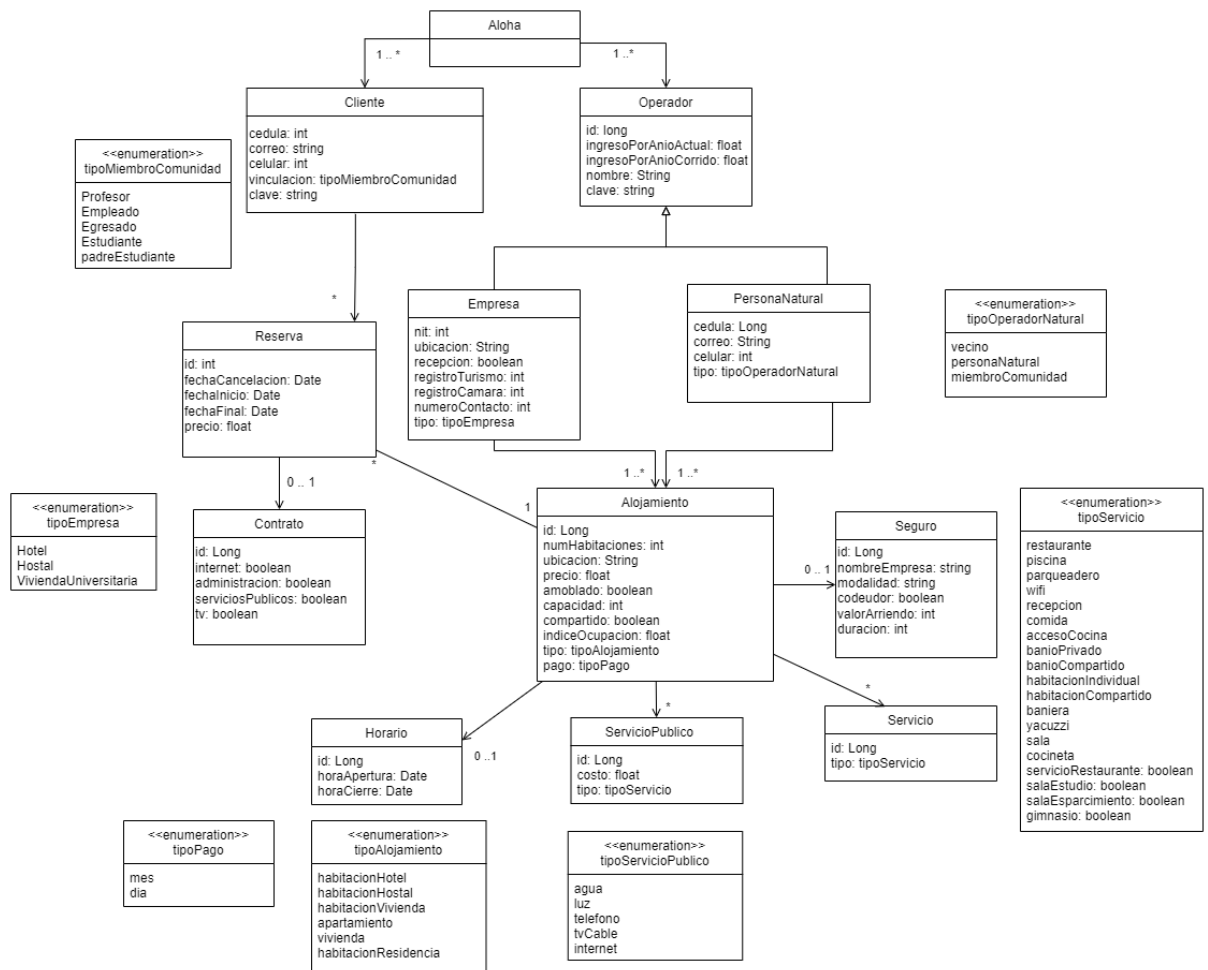 Aloha
1 .. *
1..*
Cliente
cedula: int
correo: string
celular: int
vinculacion: tipoMiembroComunidad
clave: string
Operador
id: long
ingresoPorAnioActual: float
ingresoPorAnioCorrido: float
nombre: String
clave: string
<<enumeration>>
tipoMiembroComunidad
Profesor
Empleado
Egresado
Estudiante
padreEstudiante
*
Empresa
nit: int
ubicacion: String
recepcion: boolean
registroTurismo: int
registroCamara: int
numeroContacto: int
tipo: tipoEmpresa
PersonaNatural
cedula: Long
correo: String
celular: int
tipo: tipoOperadorNatural
<<enumeration>>
tipoOperadorNatural
vecino
personaNatural
miembroComunidad
Reserva
id: int
fechaCancelacion: Date
fechaInicio: Date
fechaFinal: Date
precio: float
*
0 .. 1
1 ..*
1 ..*
1
<<enumeration>>
tipoEmpresa
Hotel
Hostal
ViviendaUniversitaria
Contrato
id: Long
internet: boolean
administracion: boolean
serviciosPublicos: boolean
tv: boolean
Alojamiento
id: Long
numHabitaciones: int
ubicacion: String
precio: float
amoblado: boolean
capacidad: int
compartido: boolean
indiceOcupacion: float
tipo: tipoAlojamiento
pago: tipoPago
0 .. 1
Seguro
id: Long
nombreEmpresa: string
modalidad: string
codeudor: boolean
valorArriendo: int
duracion: int
<<enumeration>>
tipoServicio
restaurante
piscina
parqueadero
wifi
recepcion
comida
accesoCocina
banioPrivado
banioCompartido
habitacionIndividual
habitacionCompartido
baniera
yacuzzi
sala
cocineta
servicioRestaurante: boolean
salaEstudio: boolean
salaEsparcimiento: boolean
gimnasio: boolean
*
*
0 ..1
Horario
id: Long
horaApertura: Date
horaCierre: Date
ServicioPublico
id: Long
costo: float
tipo: tipoServicio
Servicio
id: Long
tipo: tipoServicio
<<enumeration>>
tipoPago
mes
dia
<<enumeration>>
tipoAlojamiento
habitacionHotel
habitacionHostal
habitacionVivienda
apartamiento
vivienda
habitacionResidencia
<<enumeration>>
tipoServicioPublico
agua
luz
telefono
tvCable
internet